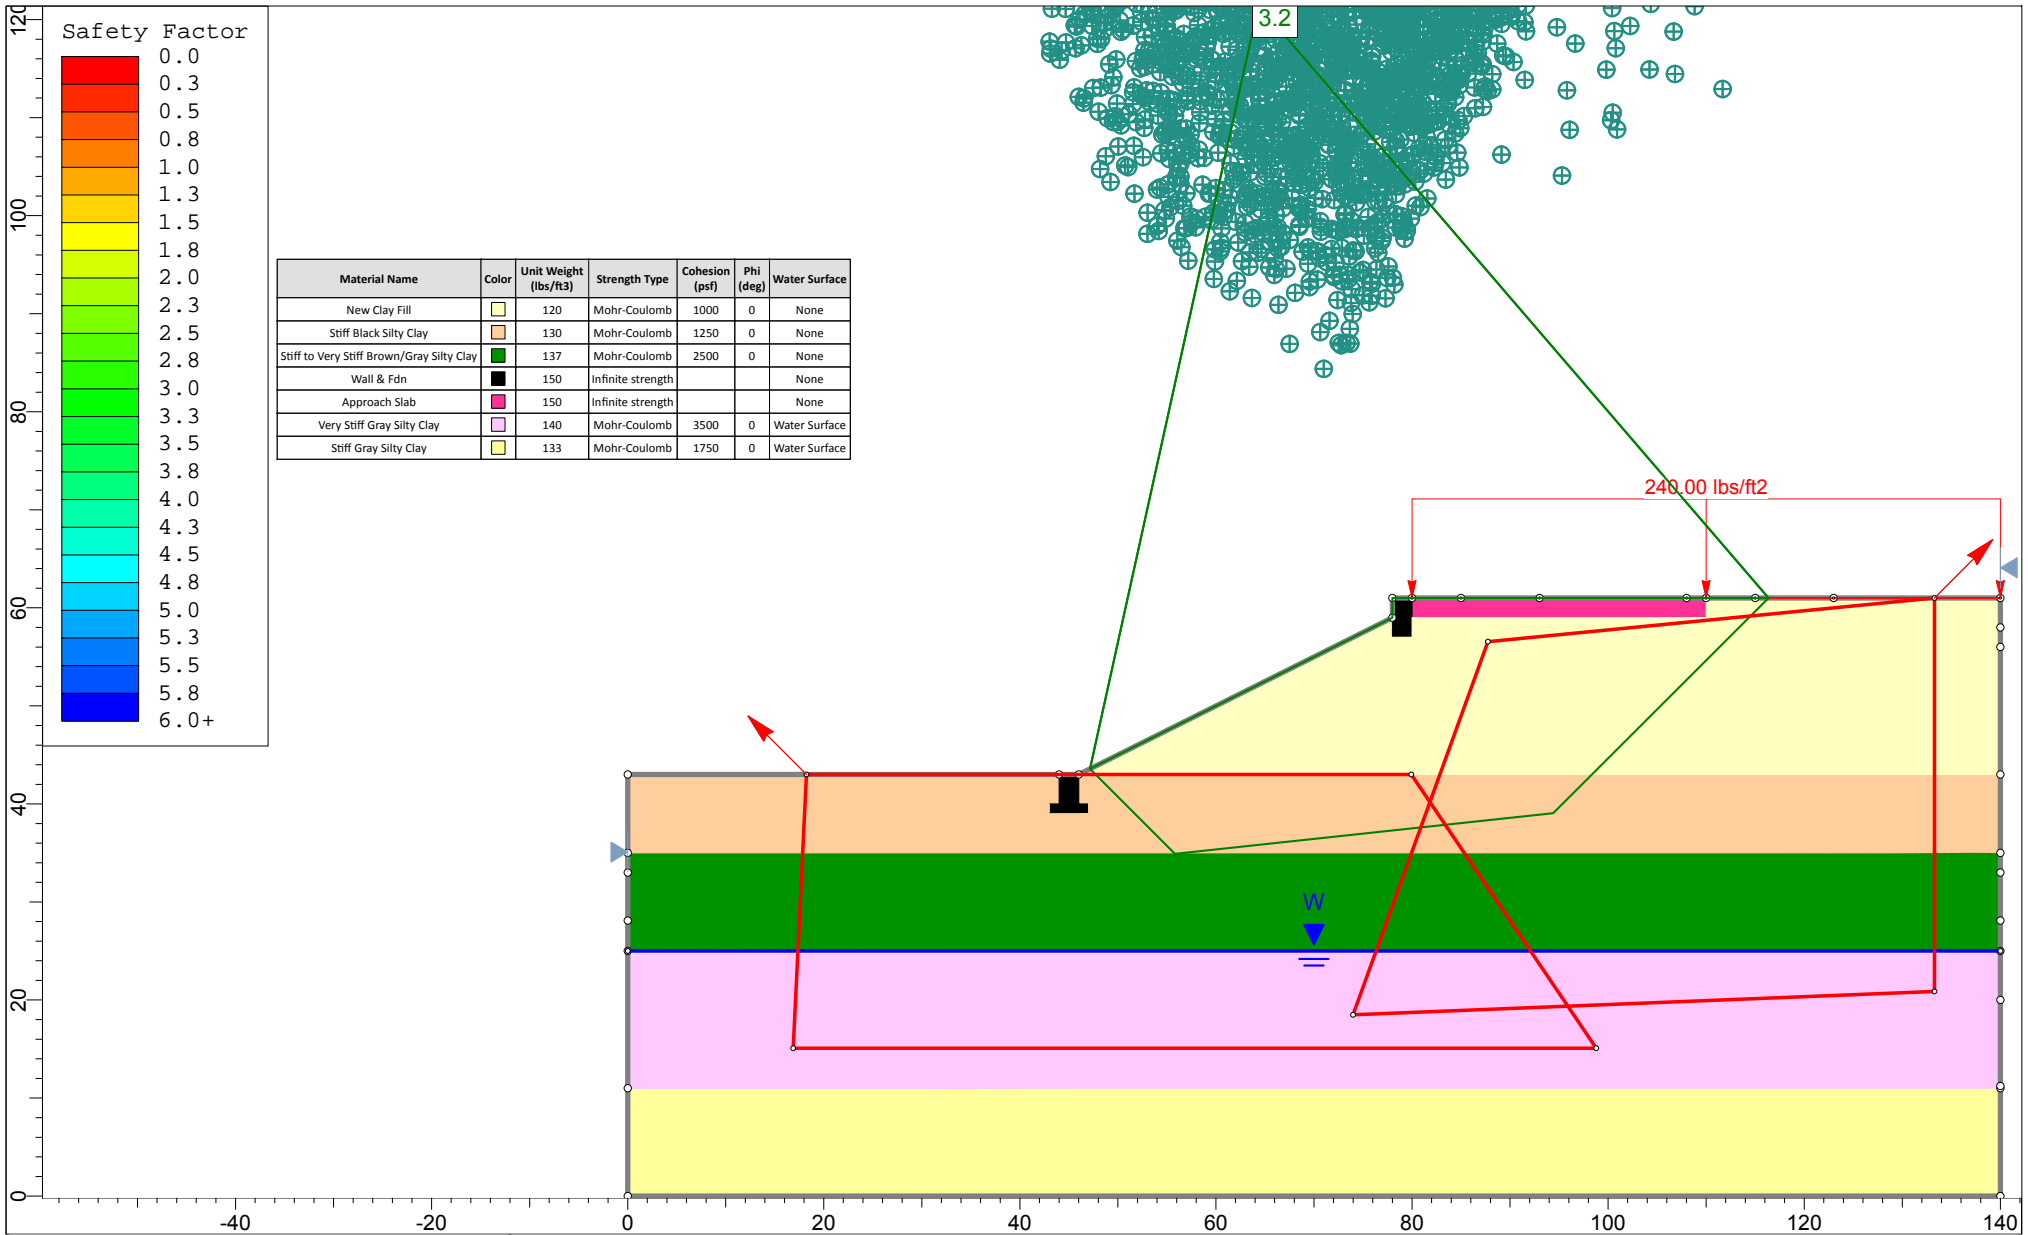 Safety Factor
0.0
0.3
0.5
0.8
1.0
1.3
1.5
1.8
2.0
2.3
2.5
2.8
3.0
3.3
3.5
3.8
4.0
4.3
4.5
4.8
5.0
5.3
5.5
5.8
6.0+
3.2
Material Name Color Unit Weight (lbs/ft3) Strength Type Cohesion (psf) Phi (deg) Water Surface
New Clay Fill 120 Mohr-Coulomb 1000 0 None
Stiff Black Silty Clay 130 Mohr-Coulomb 1250 0 None
Stiff to Very Stiff Brown/Gray Silty Clay 137 Mohr-Coulomb 2500 0 None
Wall & Fdn 150 Infinite strength None
Approach Slab 150 Infinite strength None
Very Stiff Gray Silty Clay 140 Mohr-Coulomb 3500 0 Water Surface
Stiff Gray Silty Clay 133 Mohr-Coulomb 1750 0 Water Surface
240.00 lbs/ft2
W
120
100
80
60
40
20
0
-40 -20 0 20 40 60 80 100 120 140